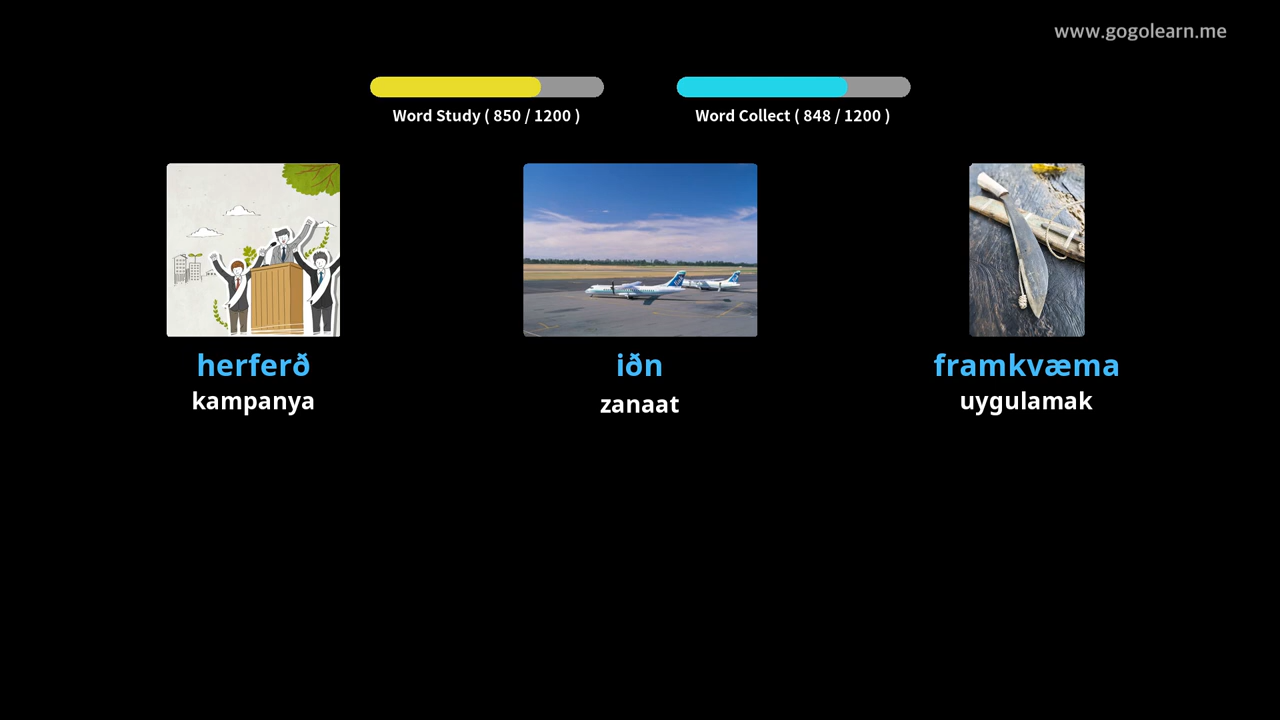 www.gogolearn.me
Word Study ( 850 / 1200 )
Word Collect ( 848 / 1200 )
herferð
kampanya
iðn
zanaat
framkvæma
uygulamak